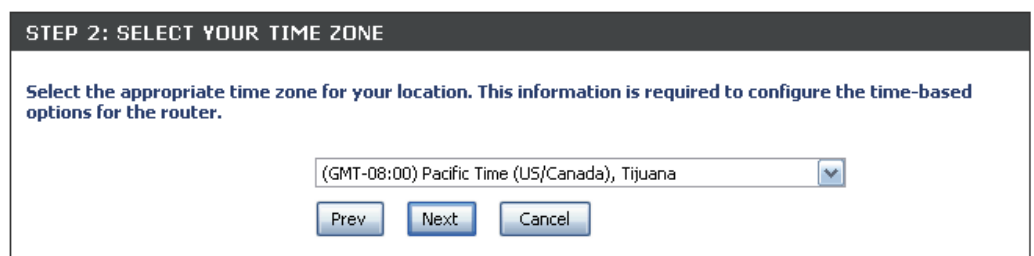 STEP 2: SELECT YOUR TIME ZONE
Select the appropriate time zone for your location. This information is required to configure the time-based
options for the router.
(GMT-08:00) Pacific Time (US/Canada), Tijuana
Prev Next Cancel